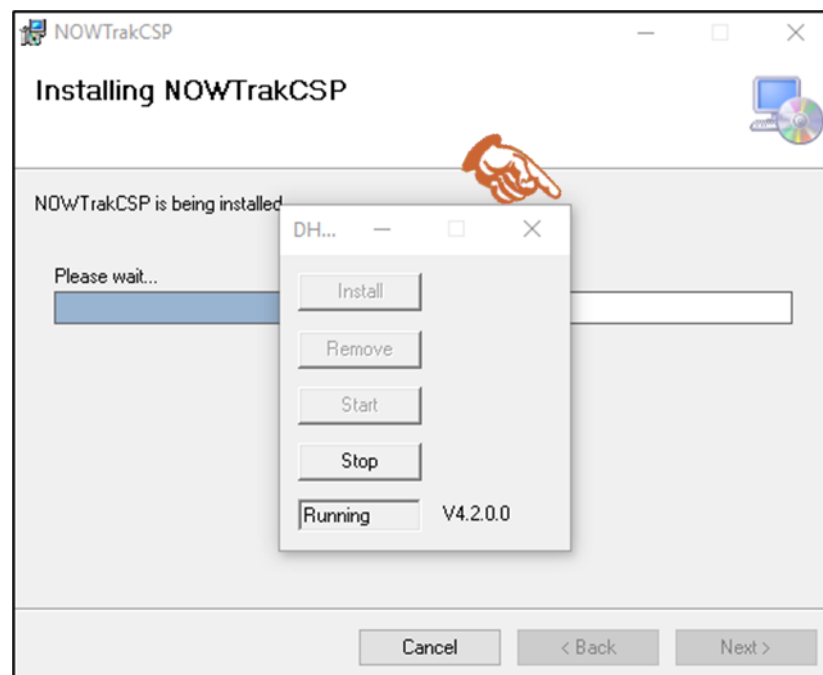 NOWTrakCSP
Installing NOWTrakCSP
NOWTrakCSP is being installed
Please wait...
DH...
Install
Remove
Start
Stop
Running V4.2.0.0
Cancel < Back Next >